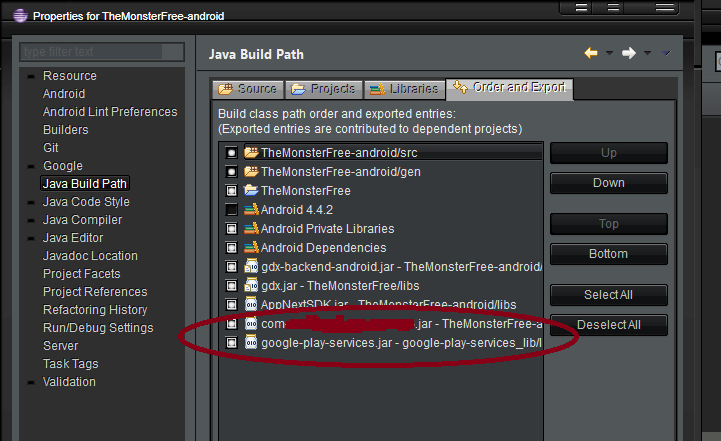 Properties for TheMonsterFree-android
type filter text
Resource
Android
Android Lint Preferences
Builders
Git
Google
Java Build Path
Java Code Style
Java Compiler
Java Editor
Javadoc Location
Project Facets
Project References
Refactoring History
Run/Debug Settings
Server
Task Tags
Validation
Java Build Path
Source
Projects
Libraries
Order and Export
Build class path order and exported entries:
(Exported entries are contributed to dependent projects)
TheMonsterFree-android/src
TheMonsterFree-android/gen
TheMonsterFree
Android 4.4.2
Android Private Libraries
Android Dependencies
gdx-backend-android.jar - TheMonsterFree-android/
gdx.jar - TheMonsterFree/libs
AppNextSDK.jar - TheMonsterFree-android/libs
com .jar - TheMonsterFree-a
google-play-services.jar - google-play-services_lib/l
Up
Down
Top
Bottom
Select All
Deselect All